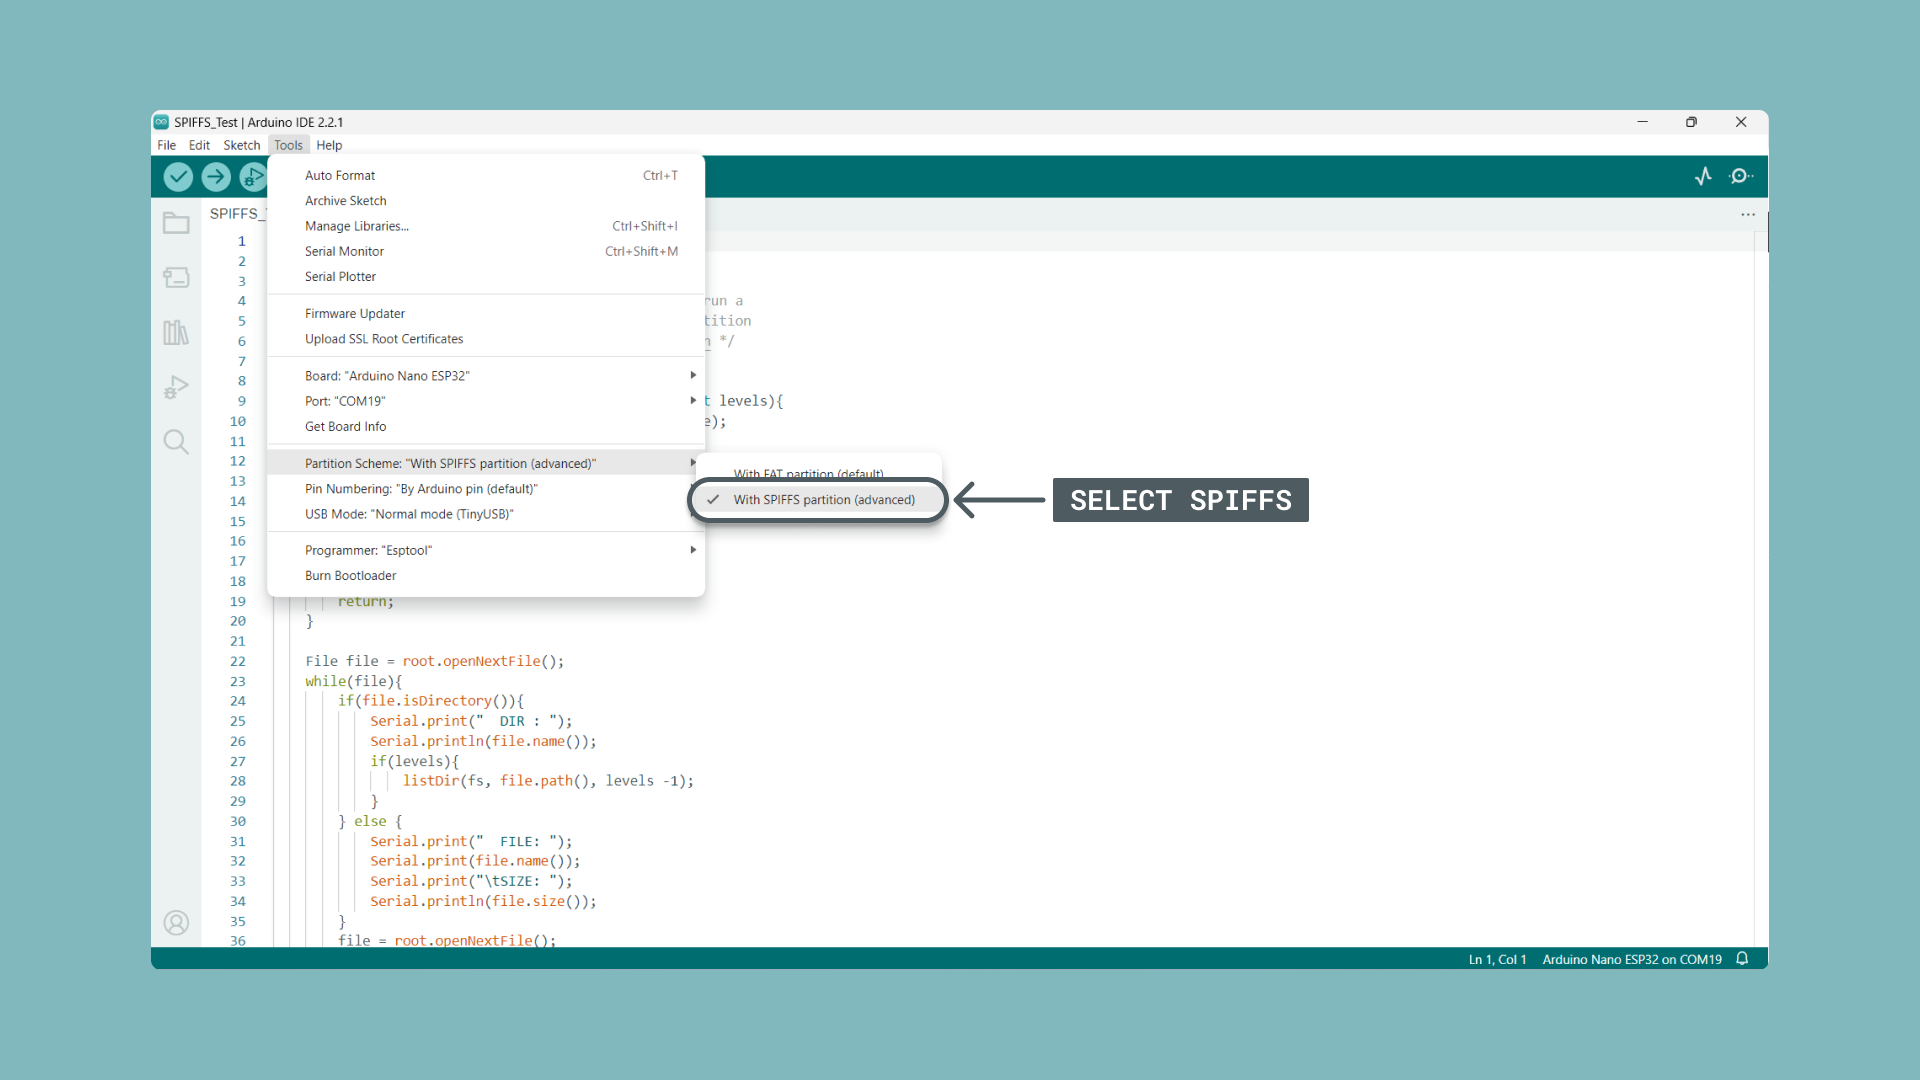 SPIFFS_Test | Arduino IDE 2.2.1
File Edit Sketch Tools Help
SPIFFS_
Auto Format Ctrl+T
Archive Sketch
Manage Libraries... Ctrl+Shift+I
Serial Monitor Ctrl+Shift+M
Serial Plotter
Firmware Updater
Upload SSL Root Certificates
Board: "Arduino Nano ESP32"
Port: "COM19"
Get Board Info
Partition Scheme: "With SPIFFS partition (advanced)"
Pin Numbering: "By Arduino pin (default)"
USB Mode: "Normal mode (TinyUSB)"
Programmer: "Esptool"
Burn Bootloader
With FAT partition (default)
With SPIFFS partition (advanced)
SELECT SPIFFS
1
2
3
4 run a
5 tition
6 n */
7
8
9 t levels){
10 e);
11
12
13
14
15
16
17
18
19 return;
20 }
21
22 File file = root.openNextFile();
23 while(file){
24 if(file.isDirectory()){
25 Serial.print("  DIR : ");
26 Serial.println(file.name());
27 if(levels){
28 listDir(fs, file.path(), levels -1);
29 }
30 } else {
31 Serial.print("  FILE: ");
32 Serial.print(file.name());
33 Serial.print("\tSIZE: ");
34 Serial.println(file.size());
35 }
36 file = root.openNextFile();
Ln 1, Col 1 Arduino Nano ESP32 on COM19